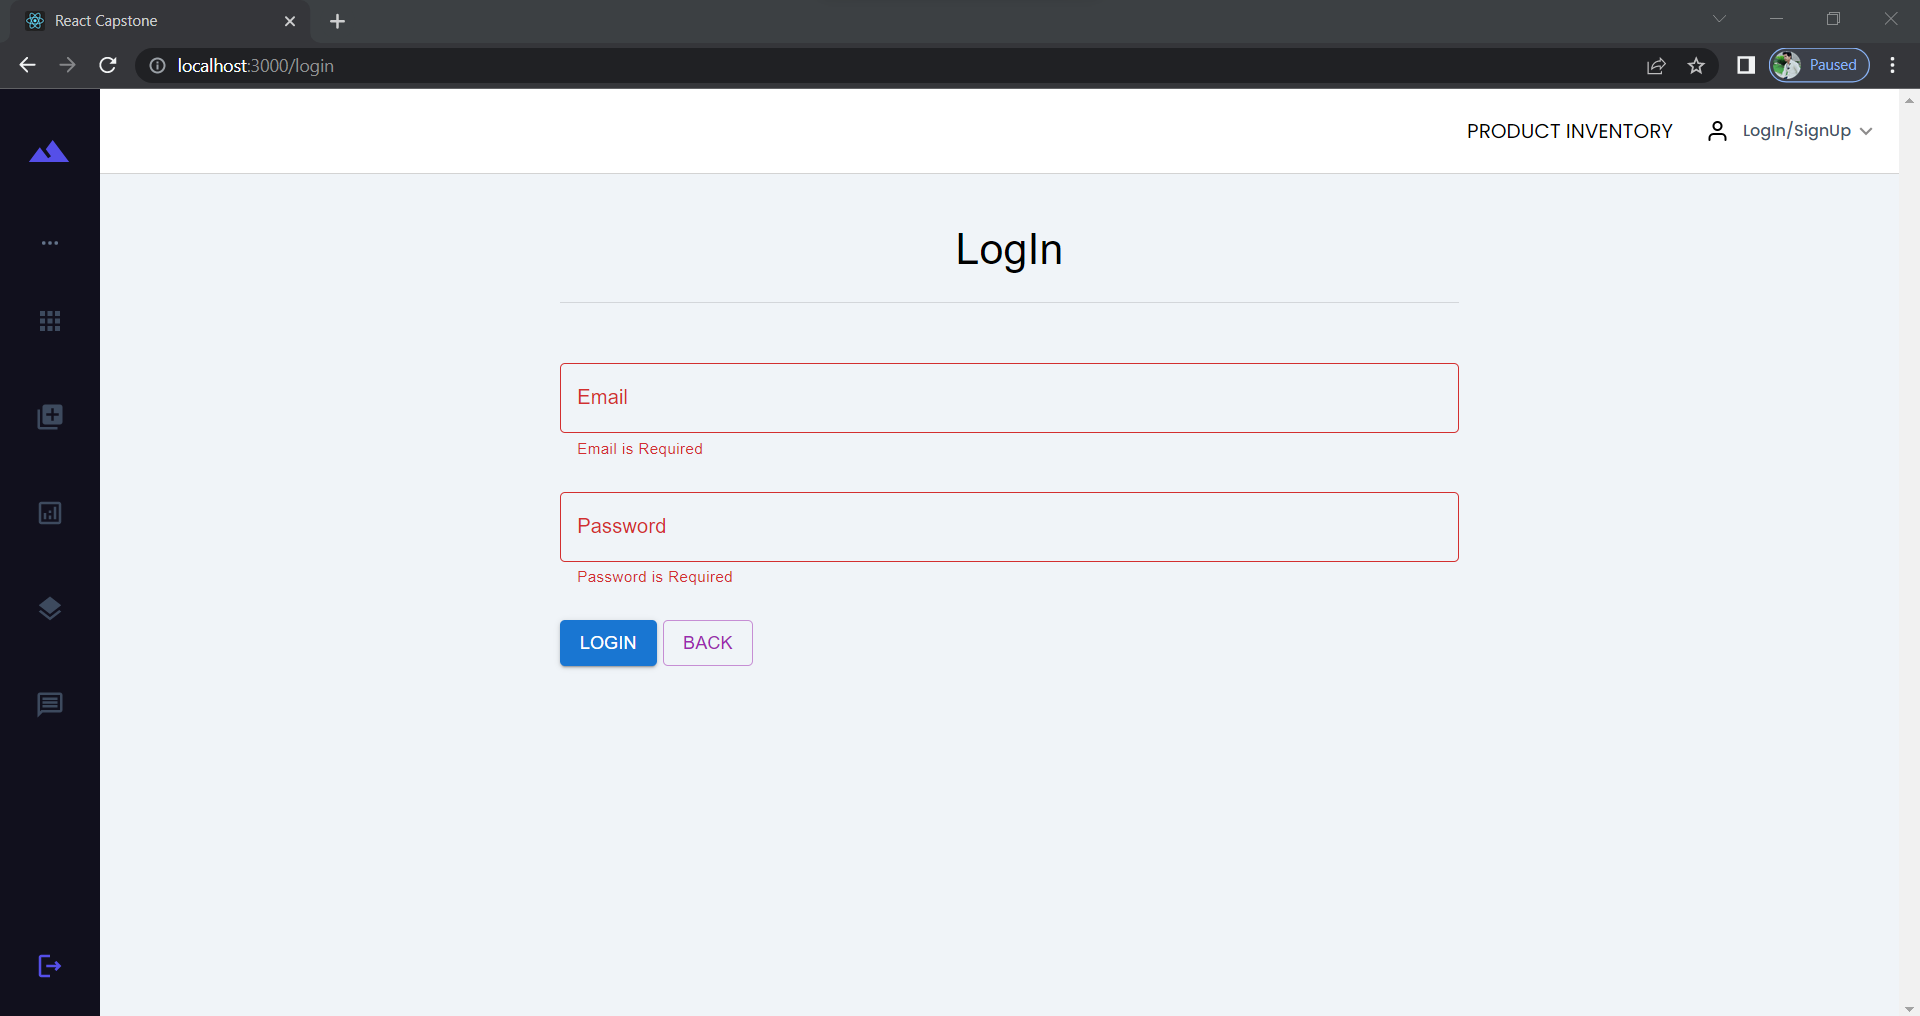 React Capstone
localhost:3000/login
Paused
PRODUCT INVENTORY
LogIn/SignUp
LogIn
Email
Email is Required
Password
Password is Required
LOGIN
BACK